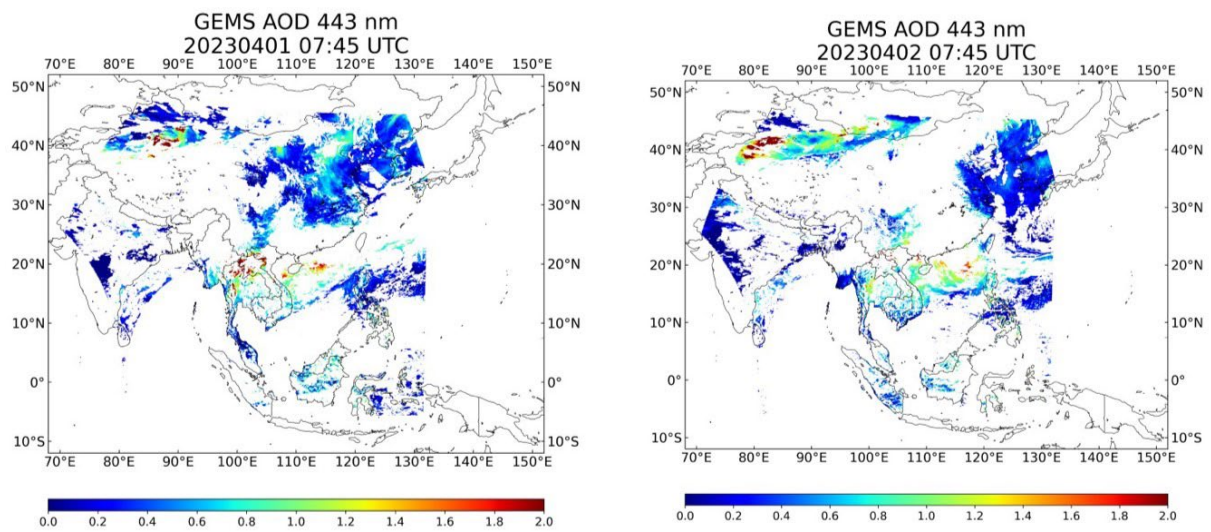 GEMS AOD 443 nm
20230401 07:45 UTC
70°E 80°E 90°E 100°E 110°E 120°E 130°E 140°E 150°E
50°N 50°N
40°N 40°N
30°N 30°N
20°N 20°N
10°N 10°N
0° 0°
10°S 10°S
70°E 80°E 90°E 100°E 110°E 120°E 130°E 140°E 150°E
0.0 0.2 0.4 0.6 0.8 1.0 1.2 1.4 1.6 1.8 2.0
GEMS AOD 443 nm
20230402 07:45 UTC
70°E 80°E 90°E 100°E 110°E 120°E 130°E 140°E 150°E
50°N 50°N
40°N 40°N
30°N 30°N
20°N 20°N
10°N 10°N
0° 0°
10°S 10°S
70°E 80°E 90°E 100°E 110°E 120°E 130°E 140°E 150°E
0.0 0.2 0.4 0.6 0.8 1.0 1.2 1.4 1.6 1.8 2.0